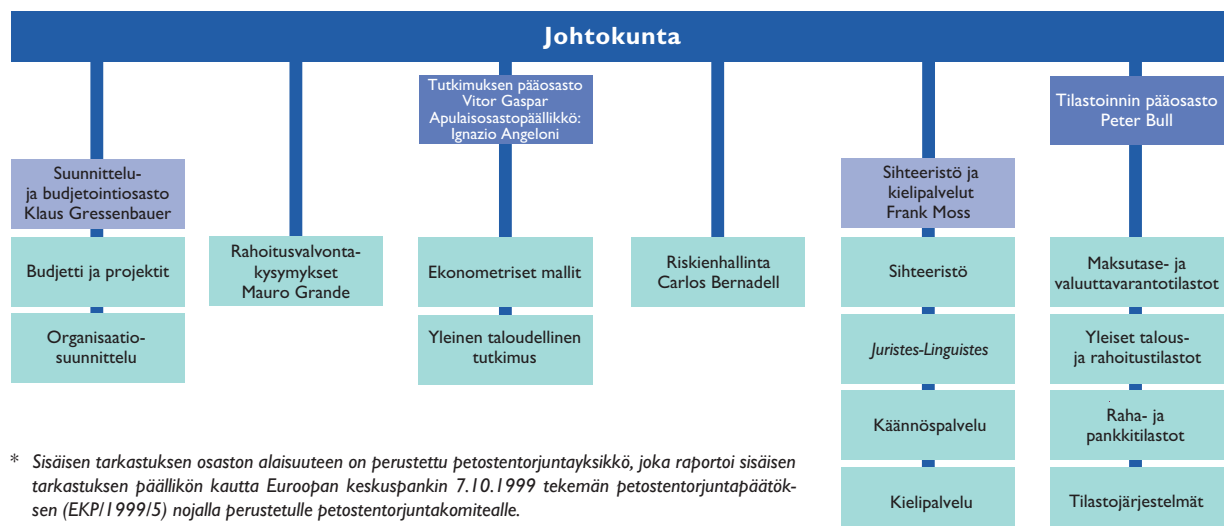 Johtokunta
Suunnittelu-
ja budjetointiosasto
Klaus Gressenbauer
Budjetti ja projektit
Organisaatio-
suunnittelu
Rahoitusvalvonta-
kysymykset
Mauro Grande
Tutkimuksen pääosasto
Vitor Gaspar
Apulaisosastopäällikkö:
Ignazio Angeloni
Ekonometriset mallit
Yleinen taloudellinen
tutkimus
Riskienhallinta
Carlos Bernadell
Sihteeristö ja
kielipalvelut
Frank Moss
Sihteeristö
Juristes-Linguistes
Käännöspalvelu
Kielipalvelu
Tilastoinnin pääosasto
Peter Bull
Maksutase- ja
valuuttavarantotilastot
Yleiset talous-
ja rahoitustilastot
Raha- ja
pankkitilastot
Tilastojärjestelmät
* Sisäisen tarkastuksen osaston alaisuuteen on perustettu petostentorjuntayksikkö, joka raportoi sisäisen
tarkastuksen päällikön kautta Euroopan keskuspankin 7.10.1999 tekemän petostentorjuntapäätök-
sen (EKP/1999/5) nojalla perustetulle petostentorjuntakomitealle.